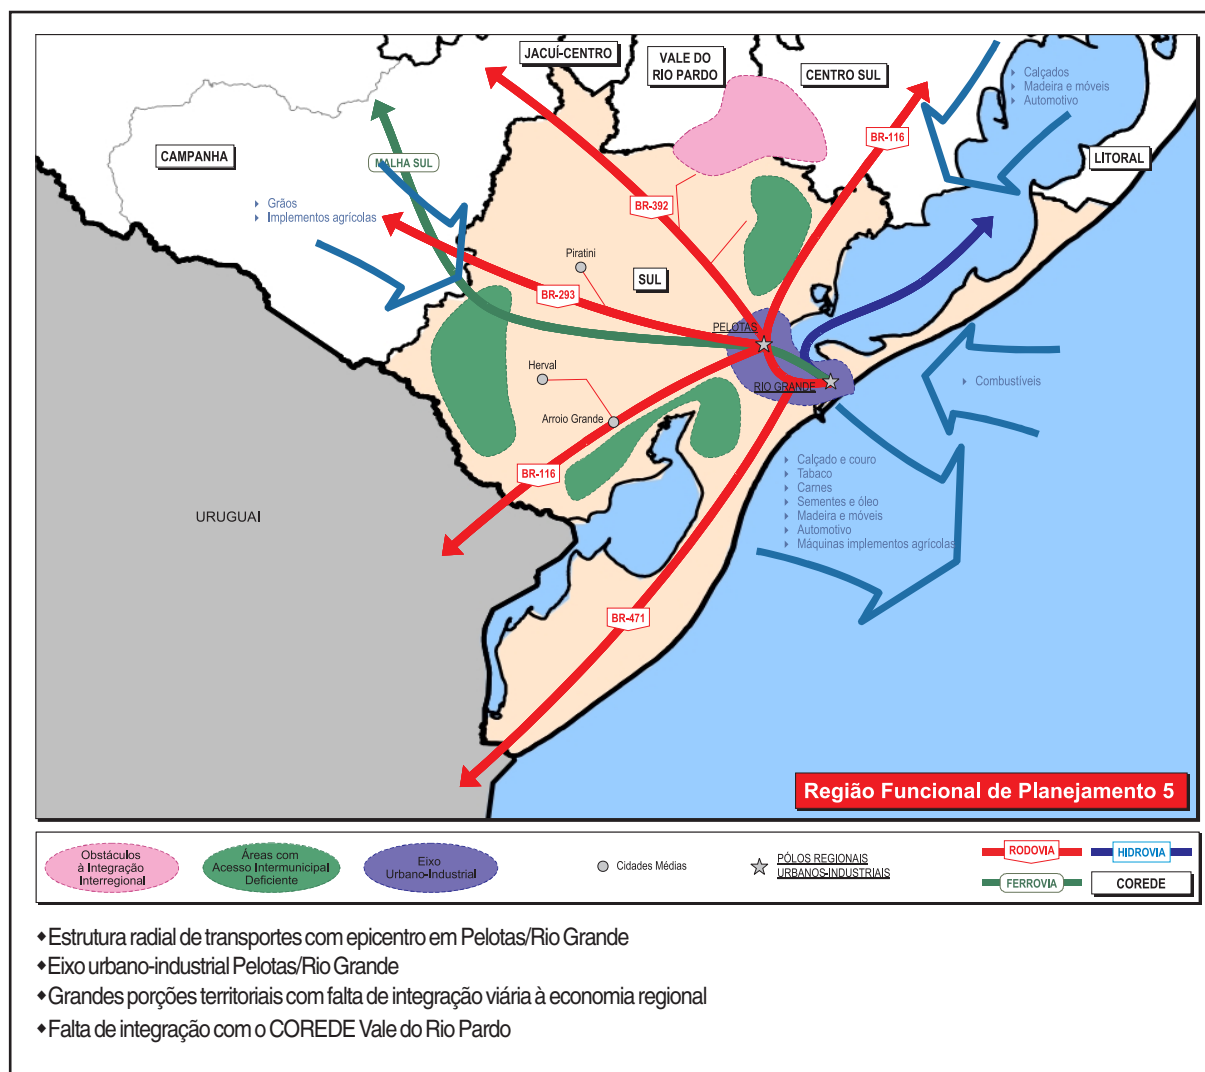 JACUÍ-CENTRO
VALE DO
RIO PARDO
CENTRO SUL
Calçados
Madeira e móveis
Automotivo
BR-116
LITORAL
CAMPANHA
MALHA SUL
Grãos
Implementos agrícolas
BR-392
Piratini
SUL
BR-293
PELOTAS
Herval
RIO GRANDE
Combustíveis
Arroio Grande
BR-116
Calçado e couro
Tabaco
Carnes
Sementes e óleo
Madeira e móveis
Automotivo
Máquinas implementos agrícolas
URUGUAI
BR-471
Região Funcional de Planejamento 5
Obstáculos
à Integração
Interregional
Áreas com
Acesso Intermunicipal
Deficiente
Eixo
Urbano-Industrial
Cidades Médias
PÓLOS REGIONAIS
URBANOS-INDUSTRIAIS
RODOVIA
HIDROVIA
FERROVIA
COREDE
◆Estrutura radial de transportes com epicentro em Pelotas/Rio Grande
◆Eixo urbano-industrial Pelotas/Rio Grande
◆Grandes porções territoriais com falta de integração viária à economia regional
◆Falta de integração com o COREDE Vale do Rio Pardo